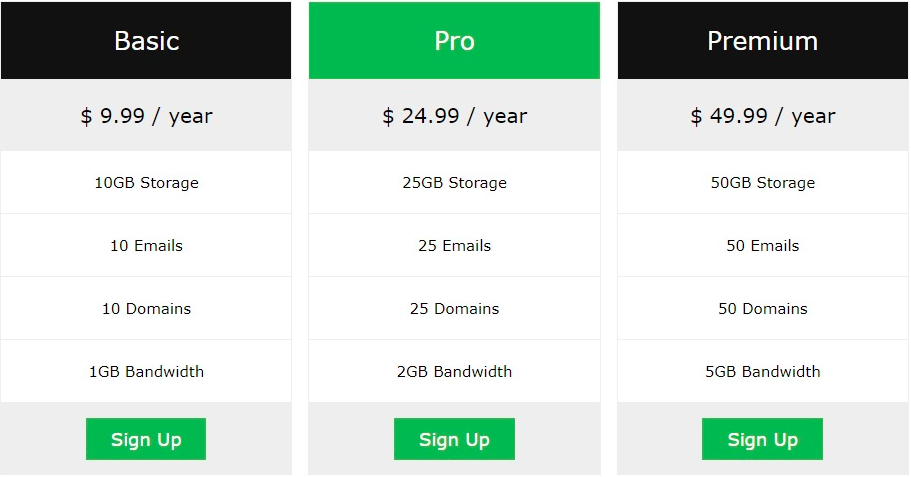 Basic
$ 9.99 / year
10GB Storage
10 Emails
10 Domains
1GB Bandwidth
Sign Up
Pro
$ 24.99 / year
25GB Storage
25 Emails
25 Domains
2GB Bandwidth
Sign Up
Premium
$ 49.99 / year
50GB Storage
50 Emails
50 Domains
5GB Bandwidth
Sign Up